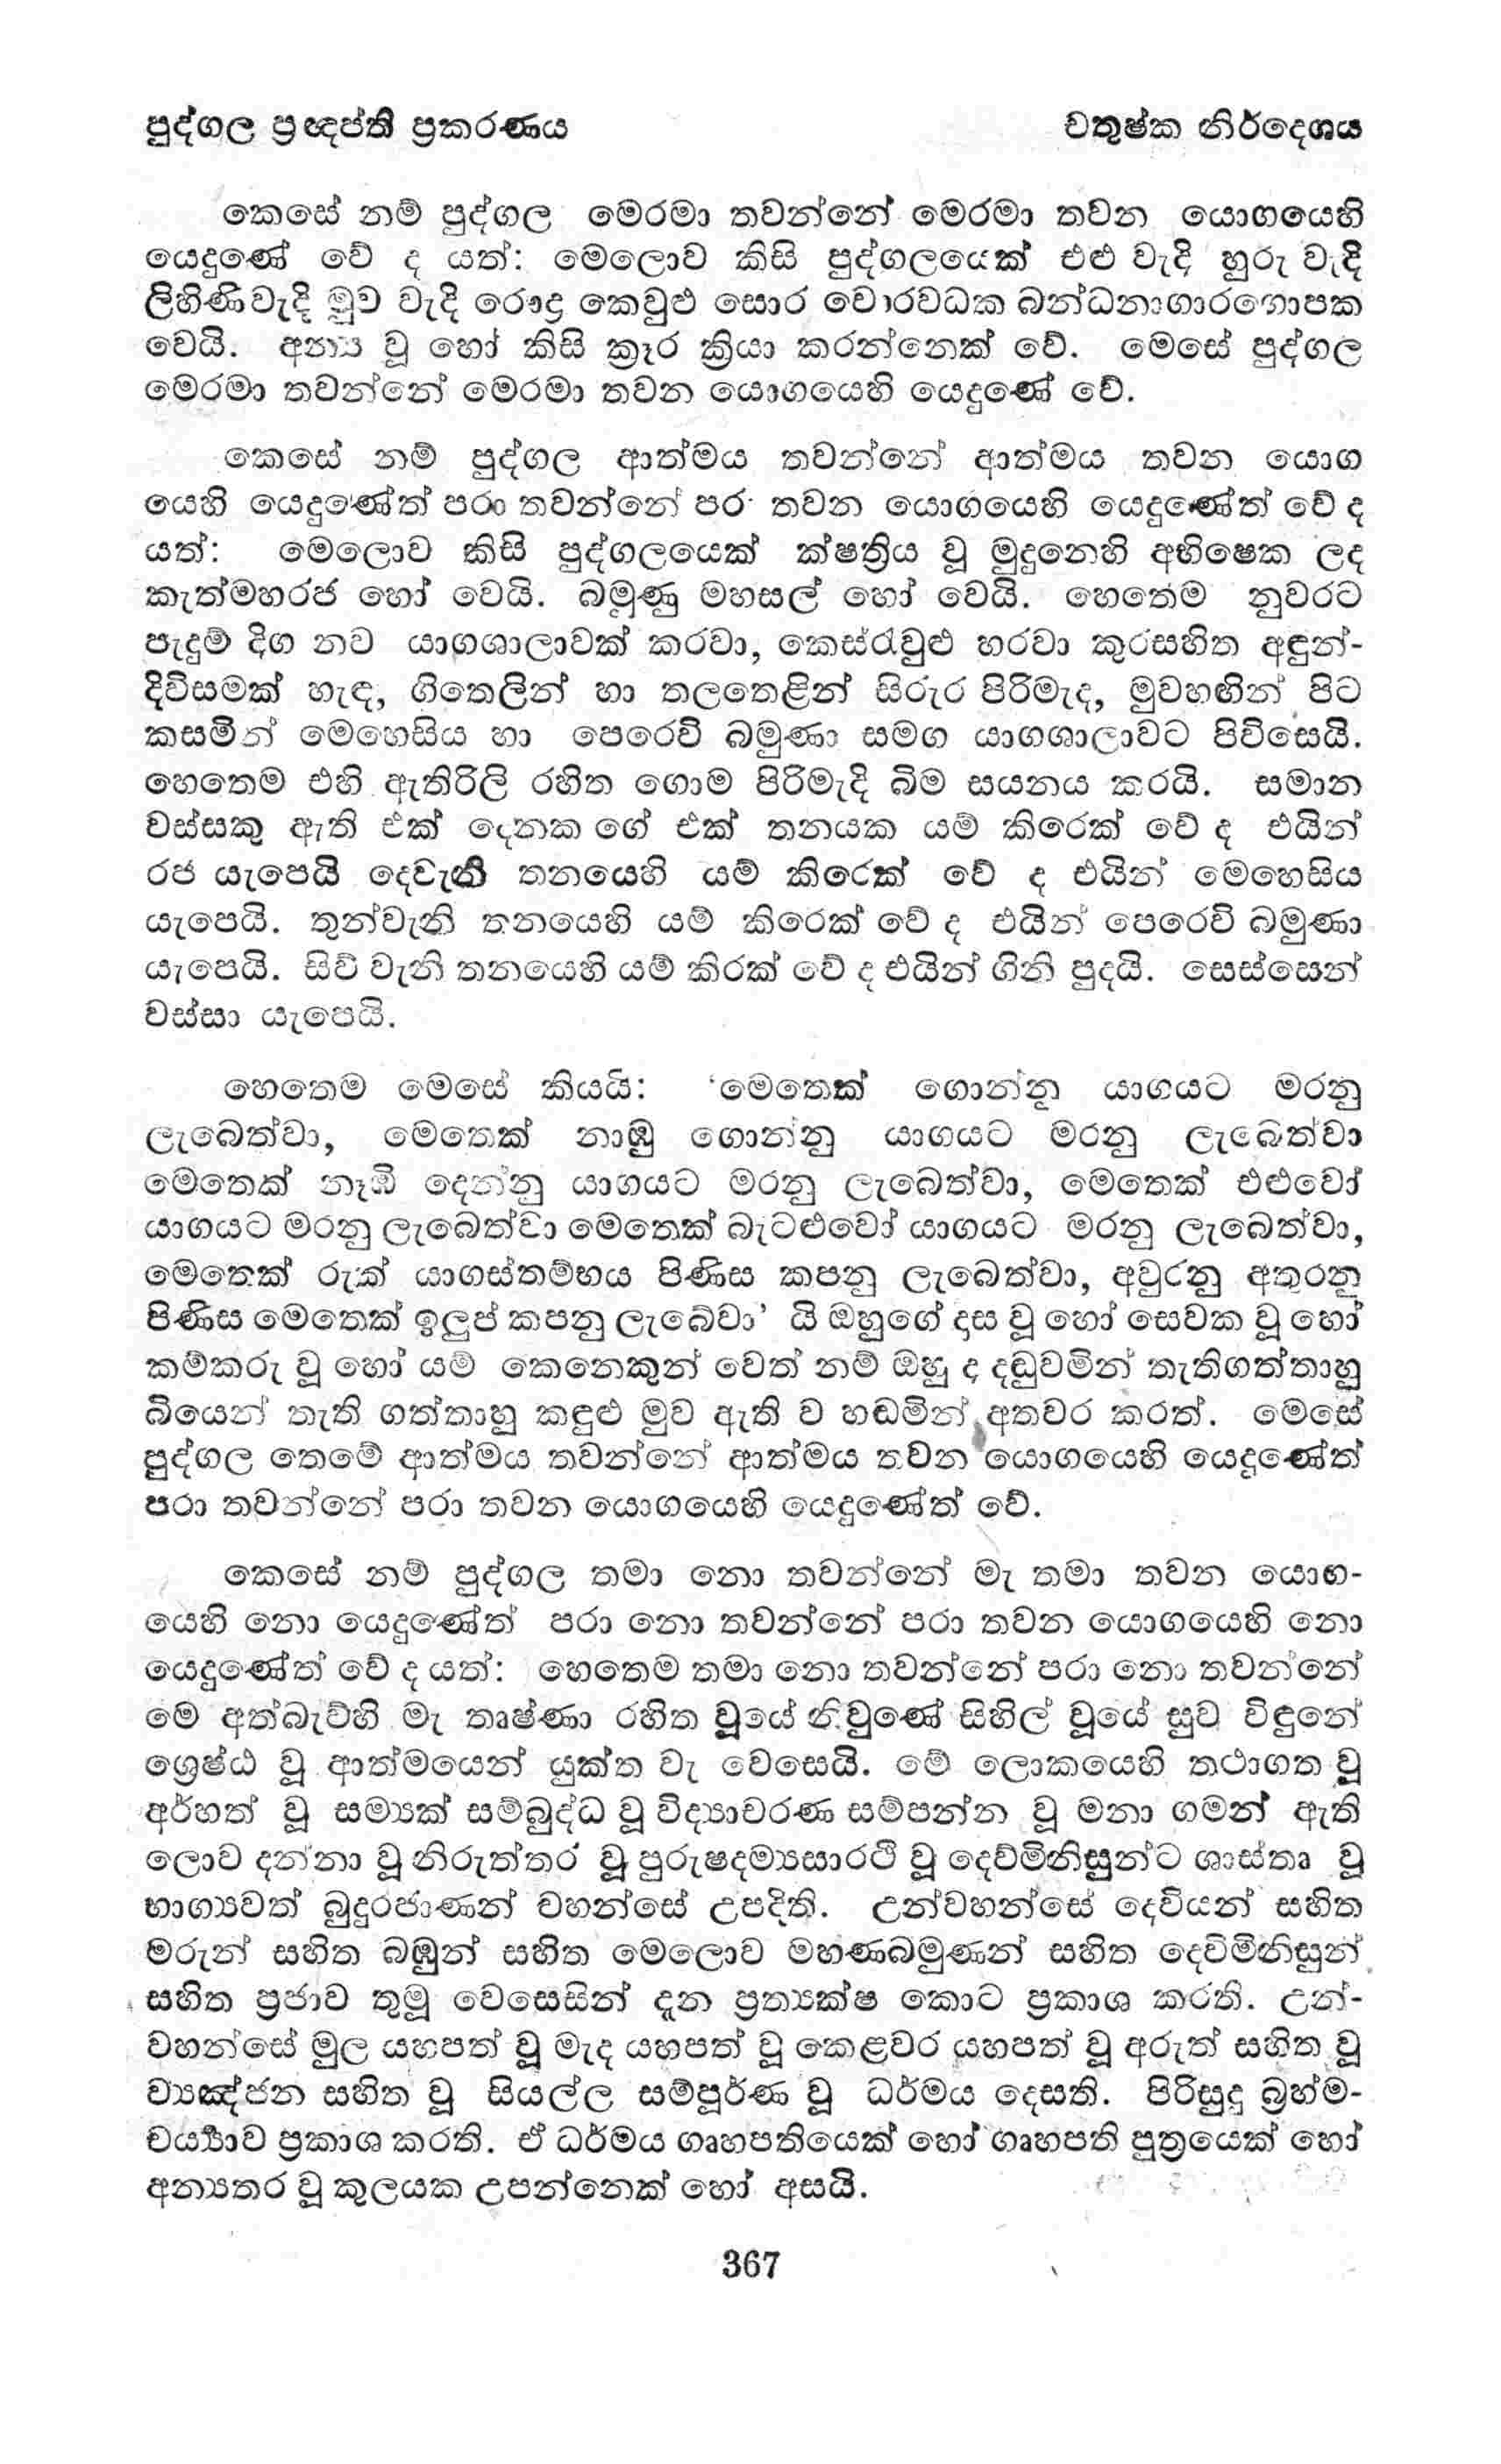 පුද්ගල ප්‍රඥප්ති ප්‍රකරණය
චතුෂ්ක නිර්දෙශය
කෙසේ නම් පුද්ගල මෙරමා තවන්නේ මෙරමා තවන යොගයෙහි
යෙදුණේ වේ ද යත්: මෙලොව කිසි පුද්ගලයෙක් එළු වැදි හුරු වැදි
ලිහිණිවැදි මුව වැදි රෞද්‍ර කෙවුළු සොර චොරවධක බන්ධනාගාරගොපක
වෙයි. අන්‍ය වූ හෝ කිසි ක්‍රූර ක්‍රියා කරන්නෙක් වේ. මෙසේ පුද්ගල
මෙරමා තවන්නේ මෙරමා තවන යොගයෙහි යෙදුණේ වේ.
කෙසේ නම් පුද්ගල ආත්මය තවන්නේ ආත්මය තවන යොග
යෙහි යෙදුණේත් පරා තවන්නේ පර තවන යොගයෙහි යෙදුණේත් වේ ද
යත්: මෙලොව කිසි පුද්ගලයෙක් ක්ෂත්‍රිය වූ මුදුනෙහි අභිෂෙක ලද
කැත්මහරජ හෝ වෙයි. බමුණු මහසල් හෝ වෙයි. හෙතෙම නුවරට
පැදුම් දිග නව යාගශාලාවක් කරවා, කෙස්රැවුළු හරවා කුරසහිත අඳුන්-
දිවිසමක් හැඳ, ගිතෙලින් හා තලතෙළින් සිරුර පිරිමැද, මුවහඟින් පිට
කසමින් මෙහෙසිය හා පෙරෙවි බමුණා සමග යාගශාලාවට පිවිසෙයි.
හෙතෙම එහි ඇතිරිලි රහිත ගොම පිරිමැදි බිම සයනය කරයි. සමාන
වස්සකු ඇති එක් දෙනක ගේ එක් තනයක යම් කිරෙක් වේ ද එයින්
රජ යැපෙයි දෙවැනි තනයෙහි යම් කිරෙක් වේ ද එයින් මෙහෙසිය
යැපෙයි. තුන්වැනි තනයෙහි යම් කිරෙක් වේ ද එයින් පෙරෙවි බමුණා
යැපෙයි. සිව් වැනි තනයෙහි යම් කිරක් වේ ද එයින් ගිනි පුදයි. සෙස්සෙන්
වස්සා යැපෙයි.
හෙතෙම මෙසේ කියයි: ‘මෙතෙක් ගොන්නු යාගයට මරනු
ලැබෙත්වා, මෙතෙක් නාඹු ගොන්නු යාගයට මරනු ලැබෙත්වා
මෙතෙක් නෑඹි දෙන්නු යාගයට මරනු ලැබෙත්වා, මෙතෙක් එළුවෝ
යාගයට මරනු ලැබෙත්වා මෙතෙක් බැටළුවෝ යාගයට මරනු ලැබෙත්වා,
මෙතෙක් රුක් යාගස්තම්භය පිණිස කපනු ලැබෙත්වා, අවුරනු අතුරනු
පිණිස මෙතෙක් ඉලුප් කපනු ලැබේවා’ යි ඔහුගේ දාස වූ හෝ සෙවක වූ හෝ
කම්කරු වූ හෝ යම් කෙනෙකුන් වෙත් නම් ඔහු ද දඬුවමින් තැතිගත්තාහු
බියෙන් තැති ගත්තාහු කඳුළු මුව ඇති ව හඬමින් අතවර කරත්. මෙසේ
පුද්ගල තෙමේ ආත්මය තවන්නේ ආත්මය තවන යොගයෙහි යෙදුණේත්
පරා තවන්නේ පරා තවන යොගයෙහි යෙදුණේත් වේ.
කෙසේ නම් පුද්ගල තමා නො තවන්නේ මැ තමා තවන යොග-
යෙහි නො යෙදුණේත් පරා නො තවන්නේ පරා තවන යොගයෙහි නො
යෙදුණේත් වේ ද යත්: හෙතෙම තමා නො තවන්නේ පරා නො තවන්නේ
මෙ අත්බැව්හි මැ තෘෂ්ණා රහිත වූයේ නිවුණේ සිහිල් වූයේ සුව විඳුනේ
ශ්‍රෙෂ්ඨ වූ ආත්මයෙන් යුක්ත වැ වෙසෙයි. මේ ලොකයෙහි තථාගත වූ
අර්හත් වූ සම්‍යක් සම්බුද්ධ වූ විද්‍යාචරණ සම්පන්න වූ මනා ගමන් ඇති
ලොව දන්නා වූ නිරුත්තර වූ පුරුෂදම්‍යසාරථි වූ දෙව්මිනිසුන්ට ශාස්තෘ වූ
භාග්‍යවත් බුදුරජාණන් වහන්සේ උපදිති. උන්වහන්සේ දෙවියන් සහිත
මරුන් සහිත බඹුන් සහිත මෙලොව මහණබමුණන් සහිත දෙව්මිනිසුන්
සහිත ප්‍රජාව තුමූ වෙසෙසින් දැන ප්‍රත්‍යක්ෂ කොට ප්‍රකාශ කරති. උන්-
වහන්සේ මුල යහපත් වූ මැද යහපත් වූ කෙළවර යහපත් වූ අරුත් සහිත වූ
ව්‍යඤ්ජන සහිත වූ සියල්ල සම්පූර්ණ වූ ධර්මය දෙසති. පිරිසුදු බ්‍රහ්ම-
චර්‍ය්‍යාව ප්‍රකාශ කරති. ඒ ධර්මය ගෘහපතියෙක් හෝ ගෘහපති පුත්‍රයෙක් හෝ
අන්‍යතර වූ කුලයක උපන්නෙක් හෝ අසයි.
367